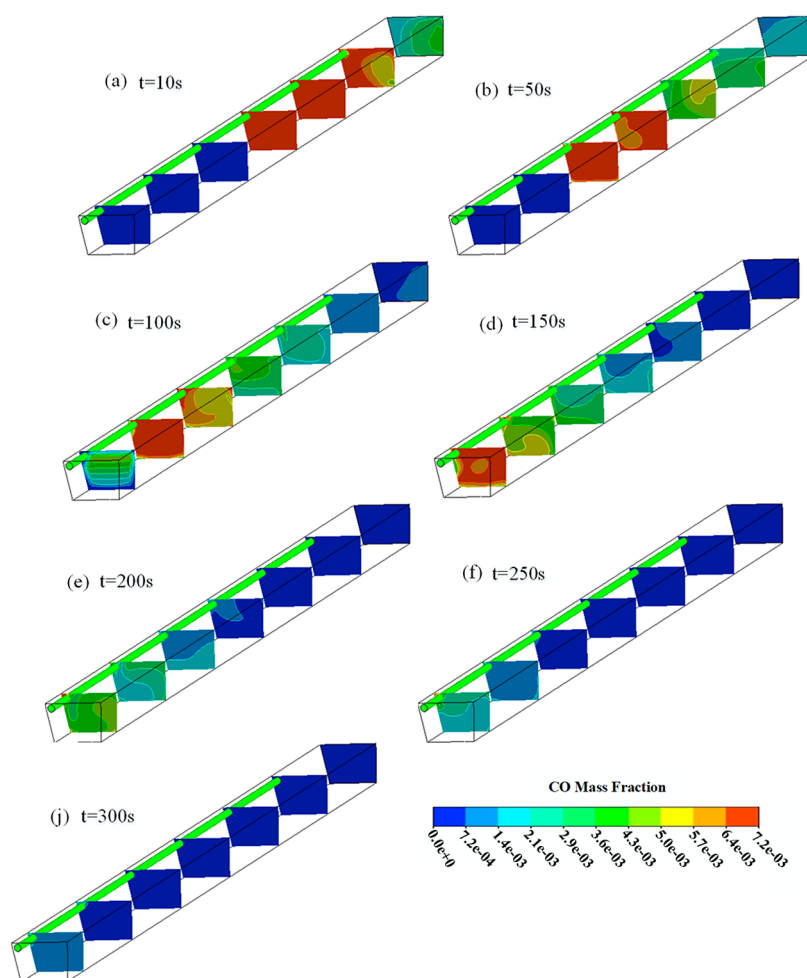 (a) t=10s
(b) t=50s
(c) t=100s
(d) t=150s
(e) t=200s
(f) t=250s
(j) t=300s
CO Mass Fraction
0.0e+0 7.2e-04 1.4e-03 2.1e-03 2.9e-03 3.6e-03 4.3e-03 5.0e-03 5.7e-03 6.4e-03 7.2e-03